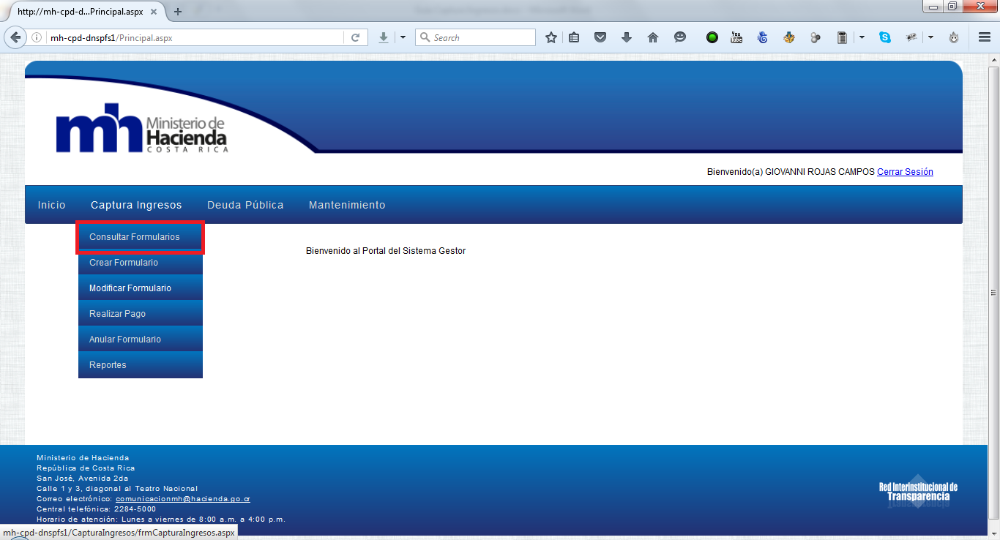 http://mh-cpd-d...Principal.aspx
mh-cpd-dnspfs1/Principal.aspx
Search
You
Tube
mh Ministerio de
Hacienda
COSTA RICA
Bienvenido(a) GIOVANNI ROJAS CAMPOS Cerrar Sesión
Inicio Captura Ingresos Deuda Pública Mantenimiento
Consultar Formularios
Bienvenido al Portal del Sistema Gestor
Crear Formulario
Modificar Formulario
Realizar Pago
Anular Formulario
Reportes
Ministerio de Hacienda
República de Costa Rica
San José, Avenida 2da
Calle 1 y 3, diagonal al Teatro Nacional
Correo electrónico: comunicacionmh@hacienda.go.cr
Central telefónica: 2284-5000
Horario de atención: Lunes a viernes de 8:00 a.m. a 4:00 p.m.
Red Interinstitucional de
Transparencia
mh-cpd-dnspfs1/CapturaIngresos/frmCapturaIngresos.aspx